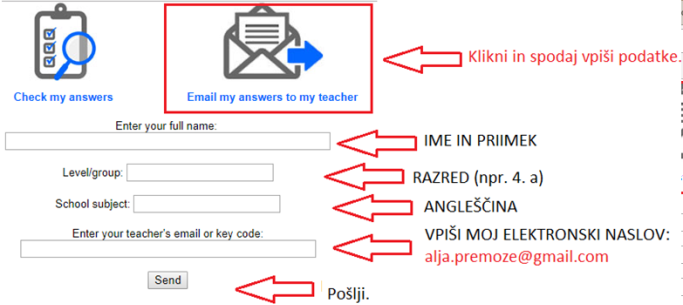 Klikni in spodaj vpiši podatke.
Check my answers
Email my answers to my teacher
Enter your full name:
IME IN PRIIMEK
Level/group:
RAZRED (npr. 4. a)
School subject:
ANGLEŠČINA
Enter your teacher's email or key code:
VPIŠI MOJ ELEKTRONSKI NASLOV:
alja.premoze@gmail.com
Send
Pošlji.